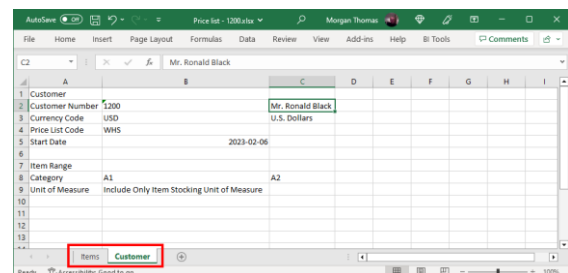 AutoSave Off Price list - 1200.xlsx Morgan Thomas
File Home Insert Page Layout Formulas Data Review View Add-ins Help BI Tools Comments
C2 fx Mr. Ronald Black
A B C D E F G H I
1 Customer
2 Customer Number 1200 Mr. Ronald Black
3 Currency Code USD U.S. Dollars
4 Price List Code WHS
5 Start Date 2023-02-06
6
7 Item Range
8 Category A1 A2
9 Unit of Measure Include Only Item Stocking Unit of Measure
10
11
12
13
Items Customer
Ready Accessibility: Good to go 100%